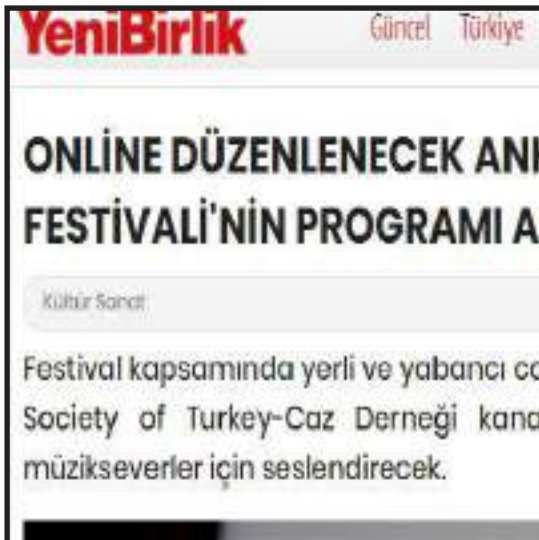 YeniBirlik Güncel Türkiye
ONLİNE DÜZENLENECEK
FESTİVALİ'NİN PROGRAMI
Kültür Sanat
Festival kapsamında yerli ve yabancı
Society of Turkey-Caz Derneği
müzikseverler için seslendirecek.